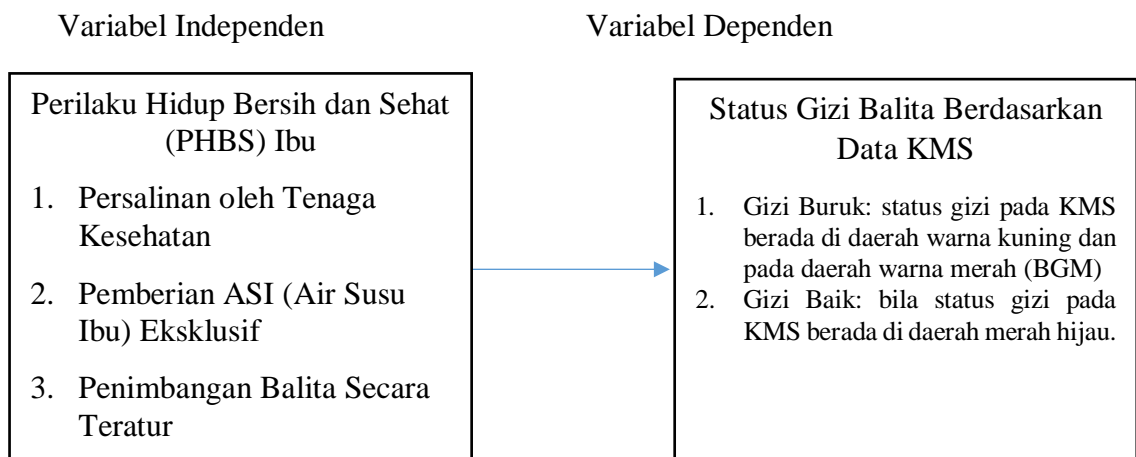 Variabel Independen
Variabel Dependen
Perilaku Hidup Bersih dan Sehat
(PHBS) Ibu
1. Persalinan oleh Tenaga
Kesehatan
2. Pemberian ASI (Air Susu
Ibu) Eksklusif
3. Penimbangan Balita Secara
Teratur
Status Gizi Balita Berdasarkan
Data KMS
1. Gizi Buruk: status gizi pada KMS
berada di daerah warna kuning dan
pada daerah warna merah (BGM)
2. Gizi Baik: bila status gizi pada
KMS berada di daerah merah hijau.